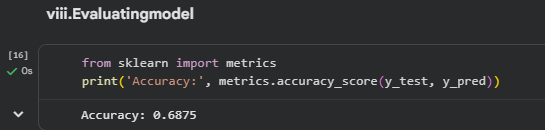 viii.Evaluatingmodel
[16]
0s
from sklearn import metrics
print('Accuracy:', metrics.accuracy_score(y_test, y_pred))
Accuracy: 0.6875